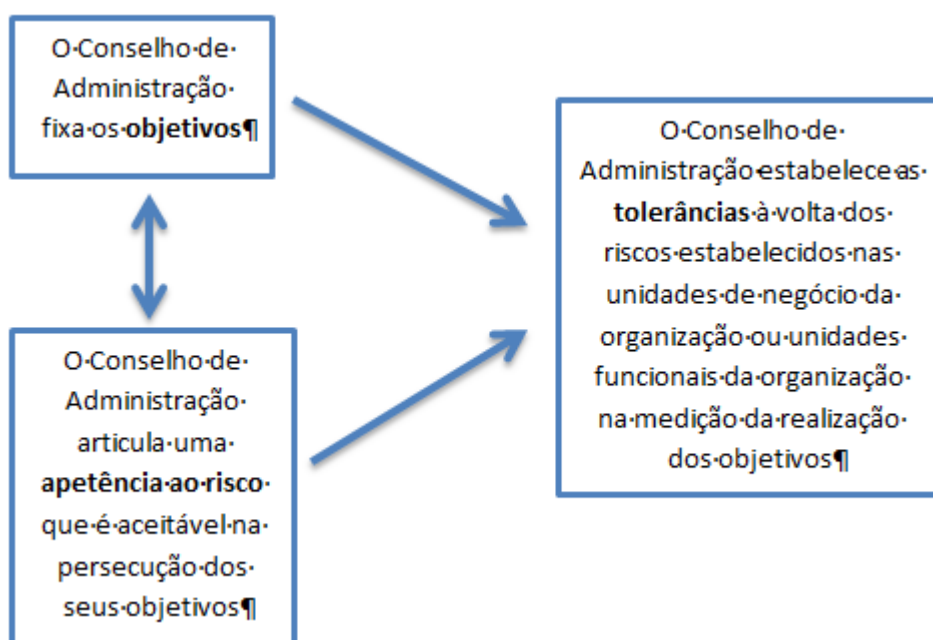 O·Conselho·de·
Administração·
fixa·os·objetivos¶
O·Conselho·de·
Administração
articula·uma·
apetência·ao·risco·
que·é·aceitável·na·
persecução·dos·
seus·objetivos¶
O·Conselho·de·
Administração·estabelece·as·
tolerâncias·à·volta·dos·
riscos·estabelecidos·nas·
unidades·de·negócio·da·
organização·ou·unidades·
funcionais·da·organização·
na·medição·da·realização·
dos·objetivos¶